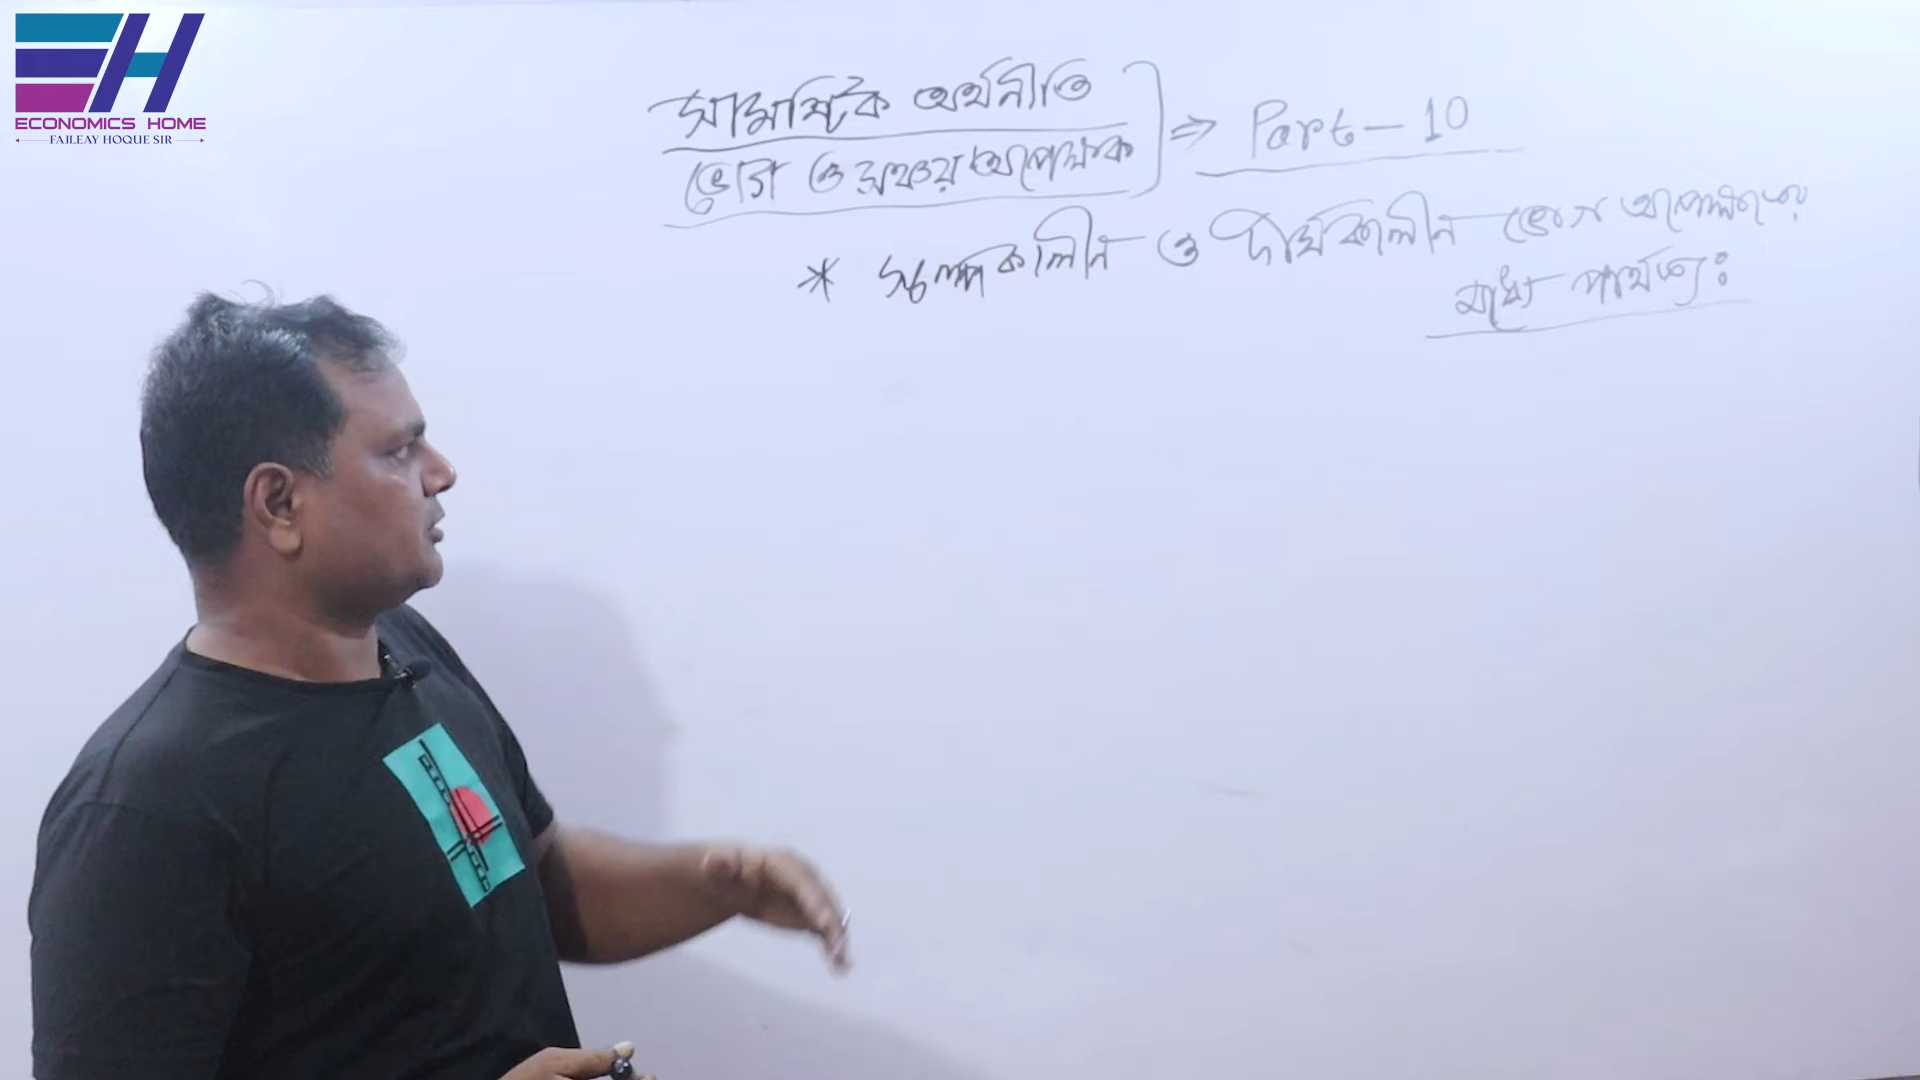 ECONOMICS HOME
FAJLEAY HOQUE SIR
সামষ্টিক অর্থনীতি
ভোগ ও সঞ্চয় অপেক্ষক
⇒ Part - 10
* স্বল্পকালীন ও দীর্ঘকালীন ভোগ অপেক্ষকের
মধ্যে পার্থক্য: